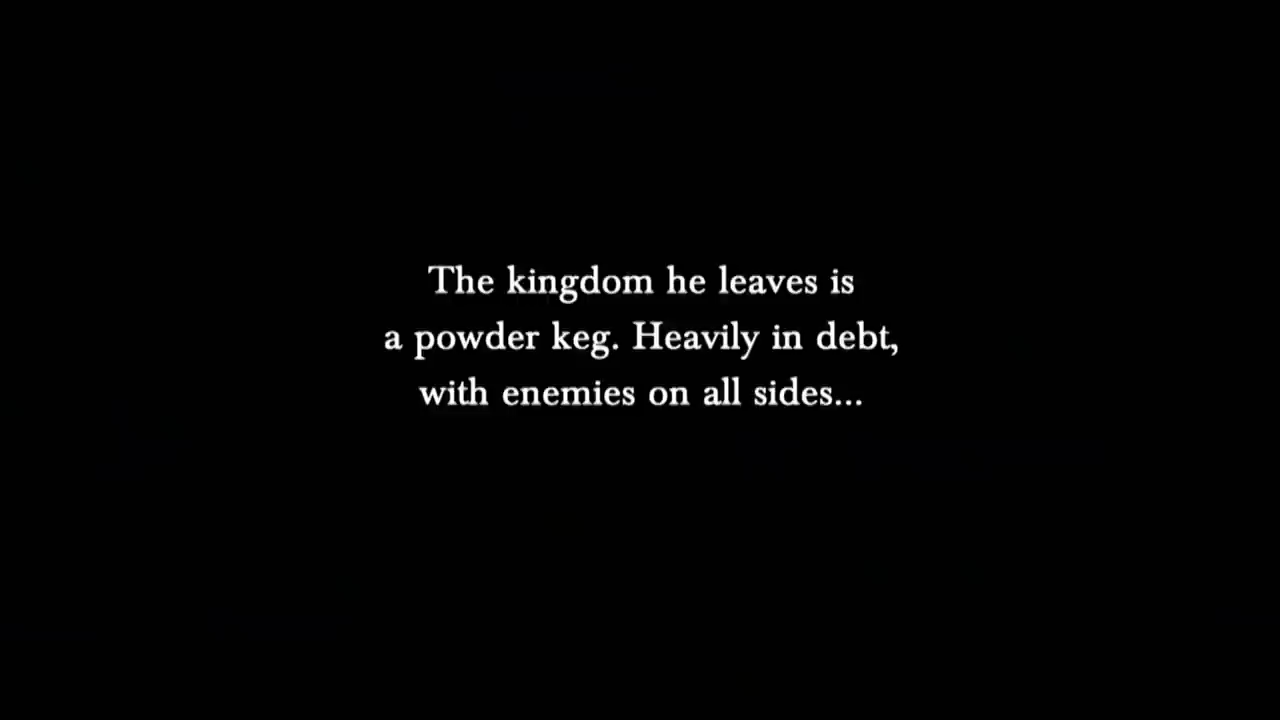 The kingdom he leaves is
a powder keg. Heavily in debt,
with enemies on all sides...